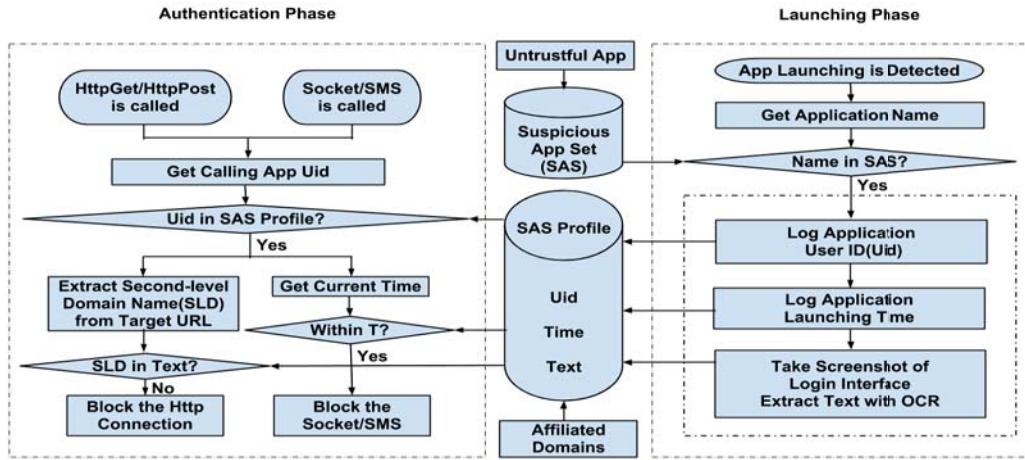 Authentication Phase
Launching Phase
HttpGet/HttpPost
is called
Socket/SMS
is called
Get Calling App Uid
Uid in SAS Profile?
Yes
Extract Second-level
Domain Name(SLD)
from Target URL
Get Current Time
Within T?
SLD in Text?
Yes
No
Block the Http
Connection
Block the
Socket/SMS
Untrustful App
Suspicious
App Set
(SAS)
SAS Profile
Uid
Time
Text
Affiliated
Domains
App Launching is Detected
Get Application Name
Name in SAS?
Yes
Log Application
User ID(Uid)
Log Application
Launching Time
Take Screenshot of
Login Interface
Extract Text with OCR